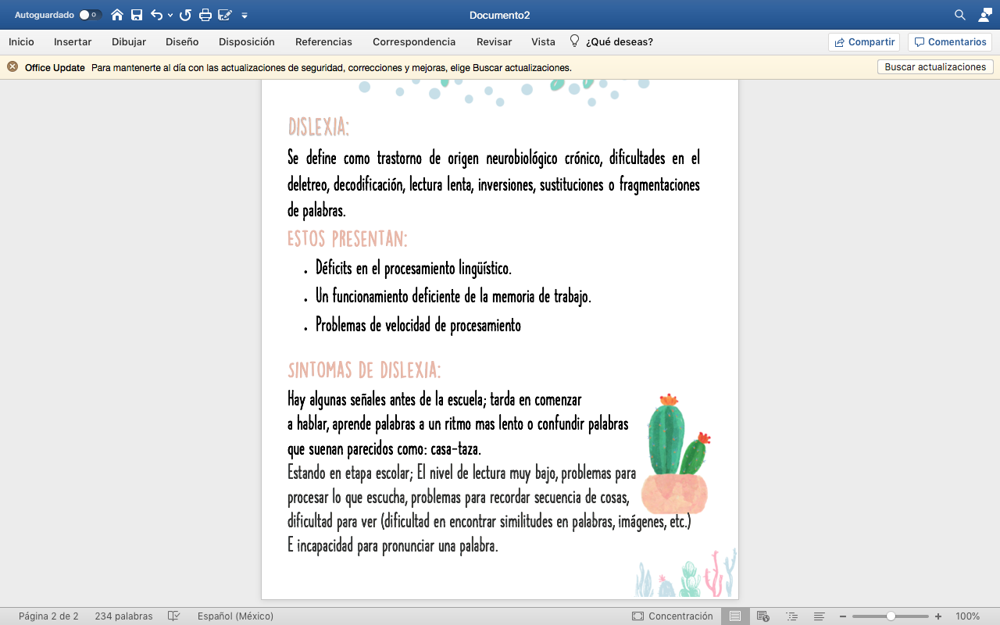 Autoguardado
Documento2
Inicio Insertar Dibujar Diseño Disposición Referencias Correspondencia Revisar Vista ¿Qué deseas? Compartir Comentarios
Office Update Para mantenerte al día con las actualizaciones de seguridad, correcciones y mejoras, elige Buscar actualizaciones. Buscar actualizaciones
DISLEXIA:
Se define como trastorno de origen neurobiológico crónico, dificultades en el
deletreo, decodificación, lectura lenta, inversiones, sustituciones o fragmentaciones
de palabras.
ESTOS PRESENTAN:
• Déficits en el procesamiento lingüístico.
• Un funcionamiento deficiente de la memoria de trabajo.
• Problemas de velocidad de procesamiento
SINTOMAS DE DISLEXIA:
Hay algunas señales antes de la escuela; tarda en comenzar
a hablar, aprende palabras a un ritmo mas lento o confundir palabras
que suenan parecidos como: casa-taza.
Estando en etapa escolar; El nivel de lectura muy bajo, problemas para
procesar lo que escucha, problemas para recordar secuencia de cosas,
dificultad para ver (dificultad en encontrar similitudes en palabras, imágenes, etc.)
E incapacidad para pronunciar una palabra.
Página 2 de 2 234 palabras Español (México) Concentración 100%